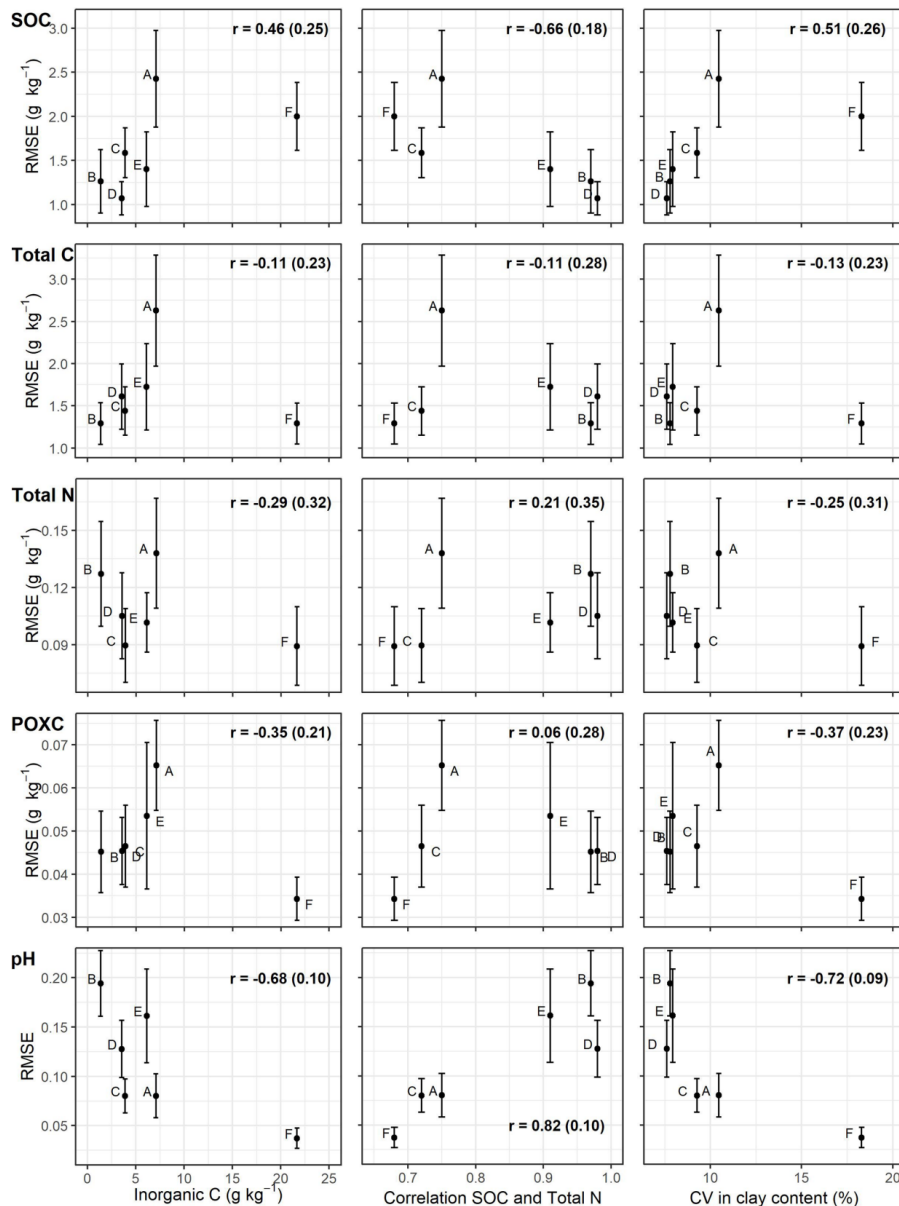 SOC
RMSE (g kg⁻¹)
3.0
2.5
2.0
1.5
1.0
r = 0.46 (0.25)
A
F
C
E
B
D
r = -0.66 (0.18)
A
F
C
E
B
D
r = 0.51 (0.26)
A
F
C
E
B
D
Total C
RMSE (g kg⁻¹)
3.0
2.5
2.0
1.5
1.0
r = -0.11 (0.23)
A
E
D
C
B
F
r = -0.11 (0.28)
A
E
D
C
F
B
r = -0.13 (0.23)
A
E
D
C
B
F
Total N
RMSE (g kg⁻¹)
0.15
0.12
0.09
r = -0.29 (0.32)
A
B
D
E
C
F
r = 0.21 (0.35)
A
B
D
E
F
C
r = -0.25 (0.31)
A
B
D
E
C
F
POXC
RMSE (g kg⁻¹)
0.07
0.06
0.05
0.04
0.03
r = -0.35 (0.21)
A
E
B
D
C
F
r = 0.06 (0.28)
A
E
C
B
D
F
r = -0.37 (0.23)
A
E
D
B
C
F
pH
RMSE
0.20
0.15
0.10
0.05
r = -0.68 (0.10)
B
E
D
C
A
F
B
E
D
C
A
F
r = 0.82 (0.10)
r = -0.72 (0.09)
B
E
D
C
A
F
0
5
10
15
20
25
0.7
0.8
0.9
1.0
10
15
20
Inorganic C (g kg⁻¹)
Correlation SOC and Total N
CV in clay content (%)